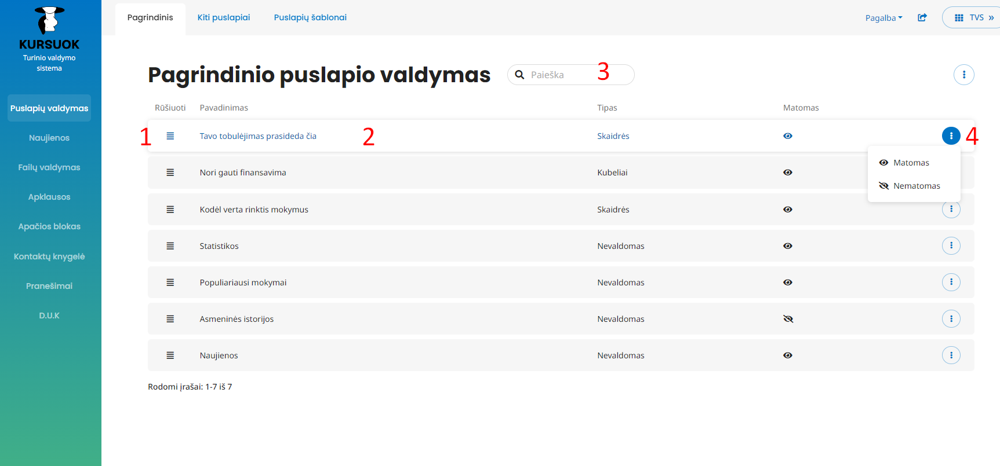 KURSUOK
Turinio valdymo
sistema
Puslapių valdymas
Naujienos
Failų valdymas
Apklausos
Apačios blokas
Kontaktų knygelė
Pranešimai
D.U.K
Pagrindinis Kiti puslapiai Puslapių šablonai Pagalba TVS »
Pagrindinio puslapio valdymas Paieška 3
Rūšiuoti Pavadinimas Tipas Matomas
1 Tavo tobulėjimas prasideda čia 2 Skaidrės 4
Matomas
Nematomas
Nori gauti finansavima Kubeliai
Kodėl verta rinktis mokymus Skaidrės
Statistikos Nevaldomas
Populiariausi mokymai Nevaldomas
Asmeninės istorijos Nevaldomas
Naujienos Nevaldomas
Rodomi įrašai: 1-7 iš 7